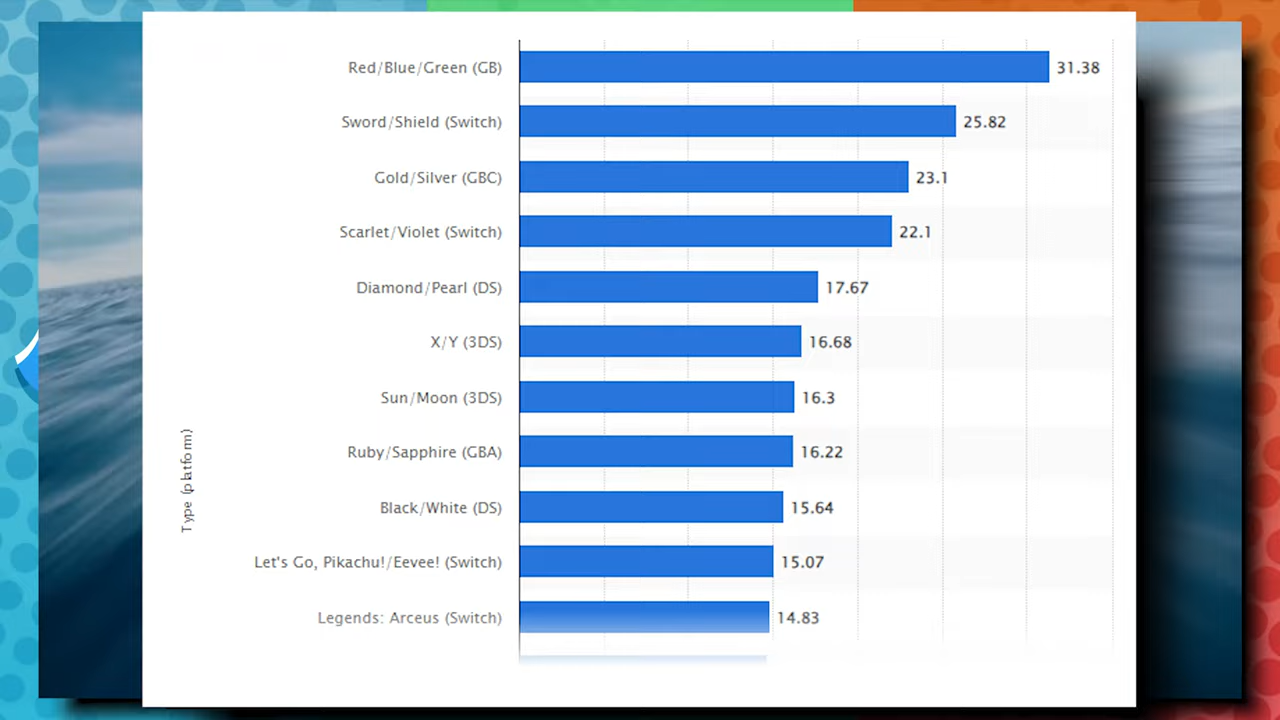 Red/Blue/Green (GB) 31.38
Sword/Shield (Switch) 25.82
Gold/Silver (GBC) 23.1
Scarlet/Violet (Switch) 22.1
Diamond/Pearl (DS) 17.67
X/Y (3DS) 16.68
Sun/Moon (3DS) 16.3
Ruby/Sapphire (GBA) 16.22
Black/White (DS) 15.64
Let's Go, Pikachu!/Eevee! (Switch) 15.07
Legends: Arceus (Switch) 14.83
Type (platform)